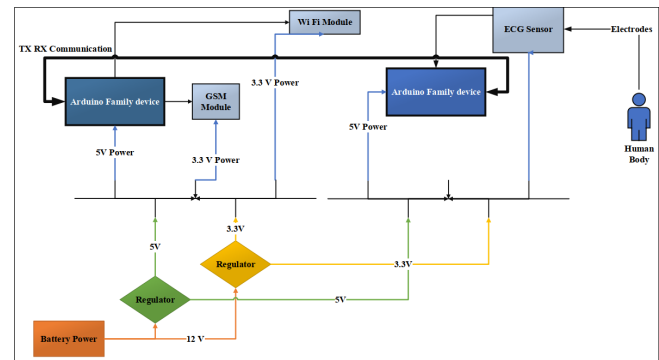 Wi Fi Module
ECG Sensor
Electrodes
TX RX Communication
3.3 V Power
Arduino Family device
GSM
Module
Arduino Family device
5V Power
Human
Body
5V Power
3.3 V Power
5V
3.3V
Regulator
3.3V
Regulator
5V
Battery Power
12 V